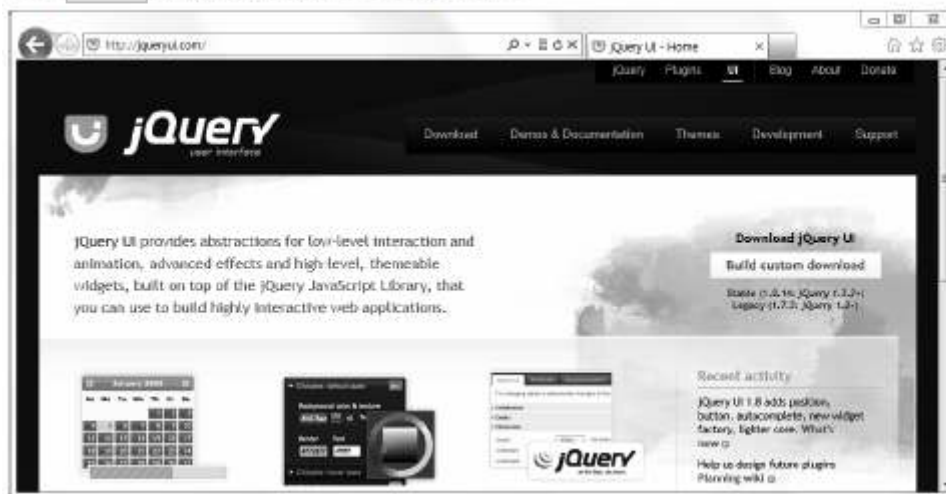 http://jqueryui.com/
jQuery UI - Home
jQuery Plugins UI Blog About Donate
jQuery
user interface
Download Demos & Documentation Themes Development Support
jQuery UI provides abstractions for low-level interaction and
animation, advanced effects and high-level, themeable
widgets, built on top of the jQuery JavaScript Library, that
you can use to build highly interactive web applications.
Download jQuery UI
Build custom download
Stable
Legacy
jQuery
Recent activity
jQuery UI 1.8 adds position,
button, autocomplete, new widget
factory, lighter core. What's
new
Help us design future plugins
Planning wiki